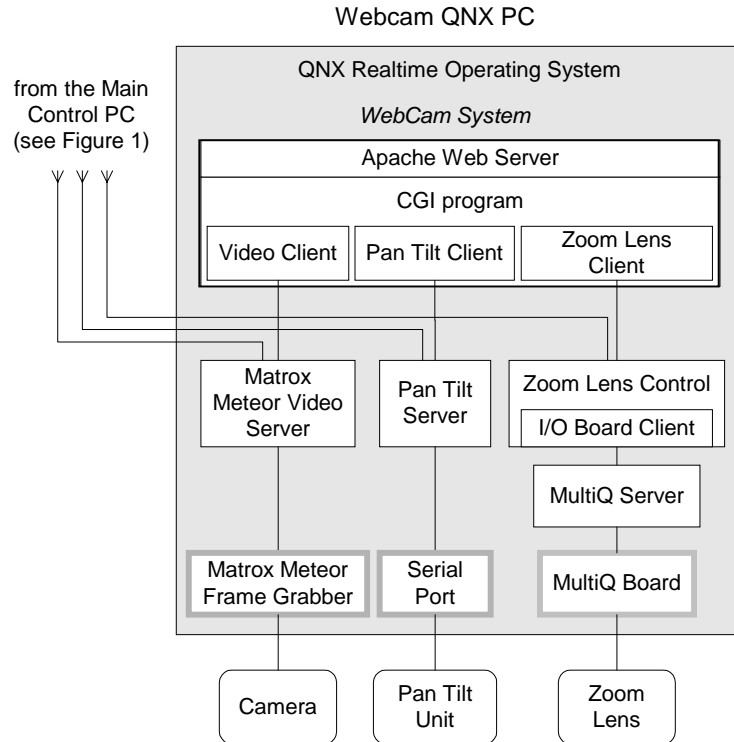 Webcam QNX PC
QNX Realtime Operating System
from the Main
Control PC
(see Figure 1)
WebCam System
Apache Web Server
CGI program
Video Client
Pan Tilt Client
Zoom Lens
Client
Matrox
Meteor Video
Server
Pan Tilt
Server
Zoom Lens Control
I/O Board Client
MultiQ Server
Matrox Meteor
Frame Grabber
Serial
Port
MultiQ Board
Camera
Pan Tilt
Unit
Zoom
Lens